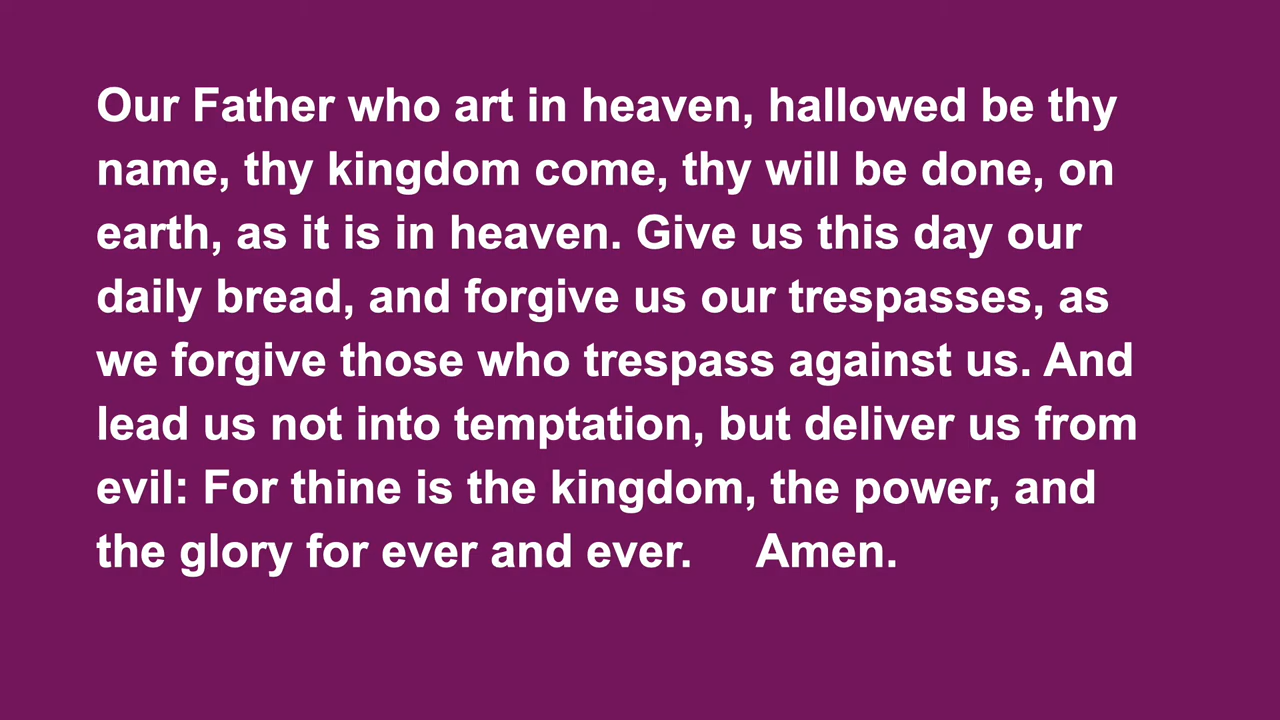 Our Father who art in heaven, hallowed be thy
name, thy kingdom come, thy will be done, on
earth, as it is in heaven. Give us this day our
daily bread, and forgive us our trespasses, as
we forgive those who trespass against us. And
lead us not into temptation, but deliver us from
evil: For thine is the kingdom, the power, and
the glory for ever and ever. Amen.